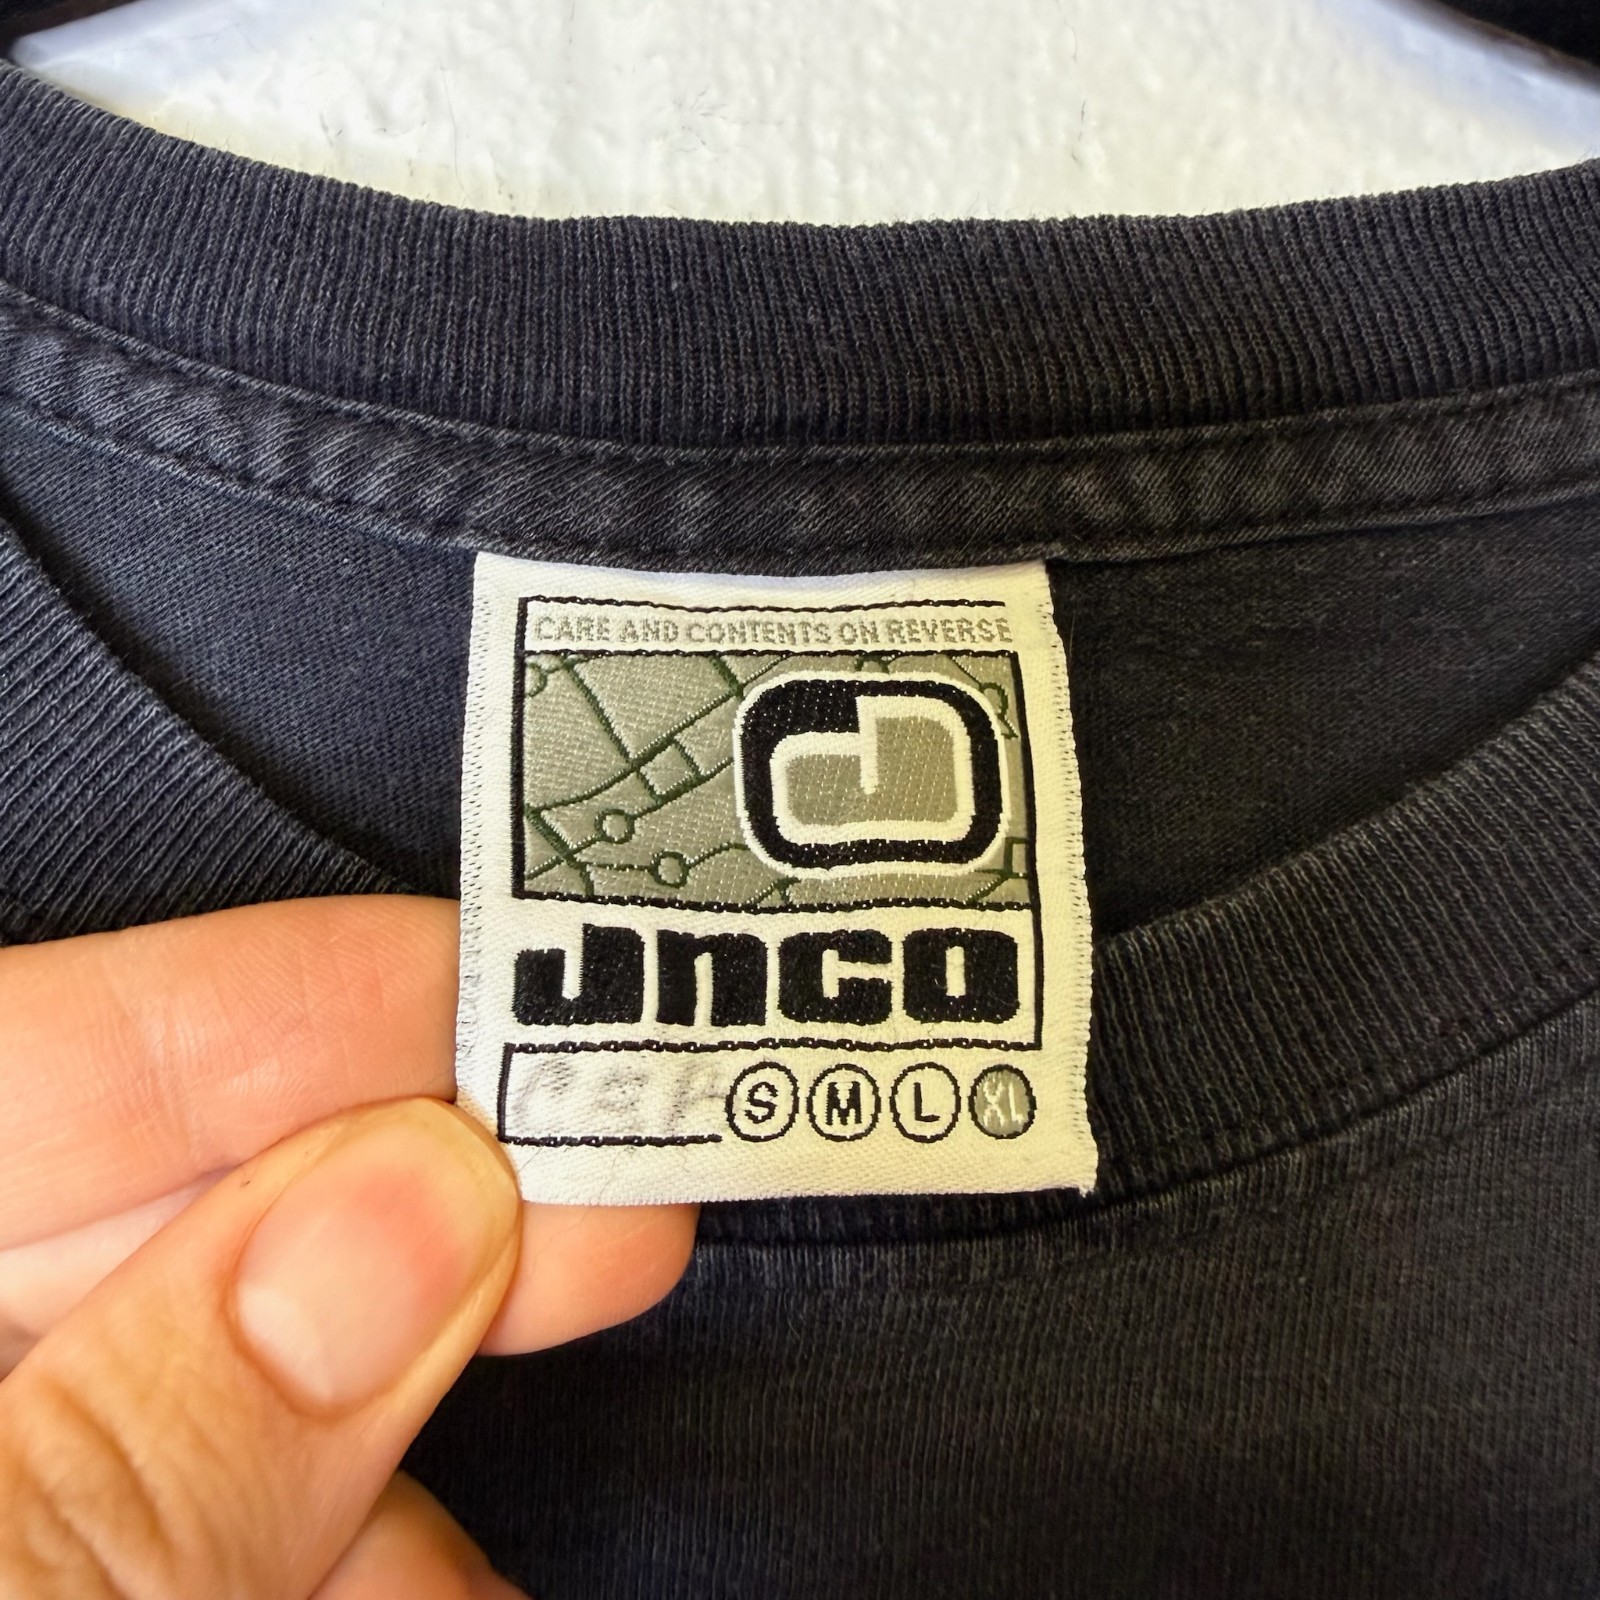 CARE AND CONTENTS ON REVERSE
JNCO
S M L XL